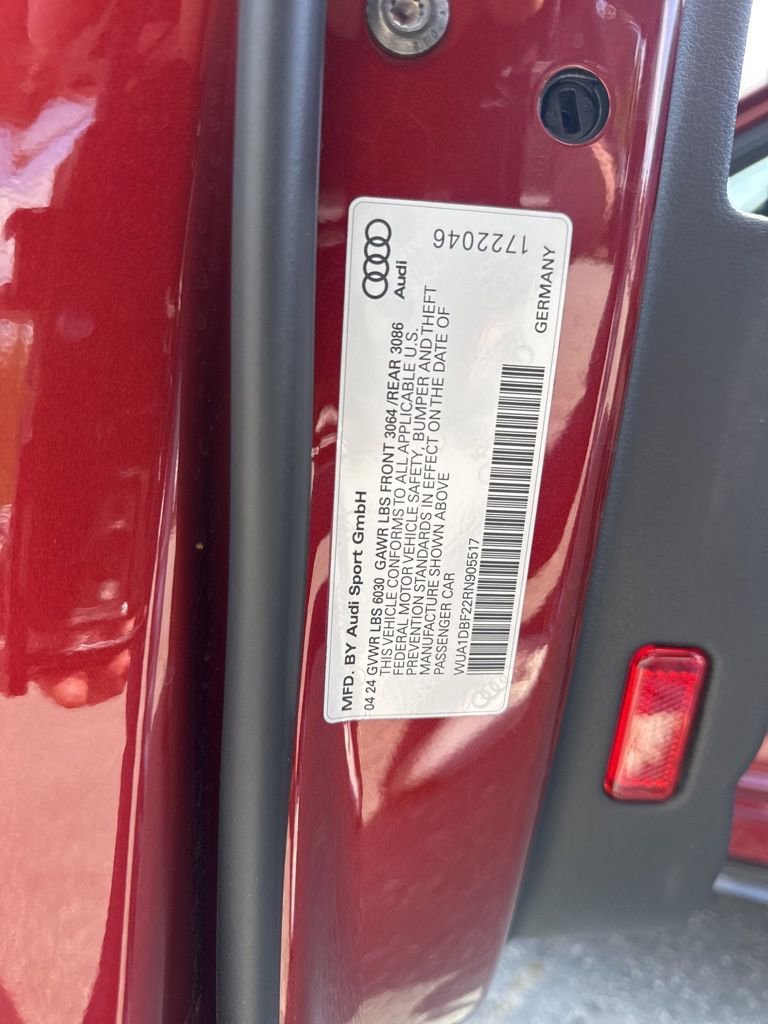 MFD. BY Audi Sport GmbH
Audi
04 24 GVWR LBS 6030 GAWR LBS FRONT 3064 /REAR 3086
THIS VEHICLE CONFORMS TO ALL APPLICABLE U.S.
FEDERAL MOTOR VEHICLE SAFETY, BUMPER AND THEFT
PREVENTION STANDARDS IN EFFECT ON THE DATE OF
MANUFACTURE SHOWN ABOVE
PASSENGER CAR
WUA1DBF22RN905517
1722046
GERMANY